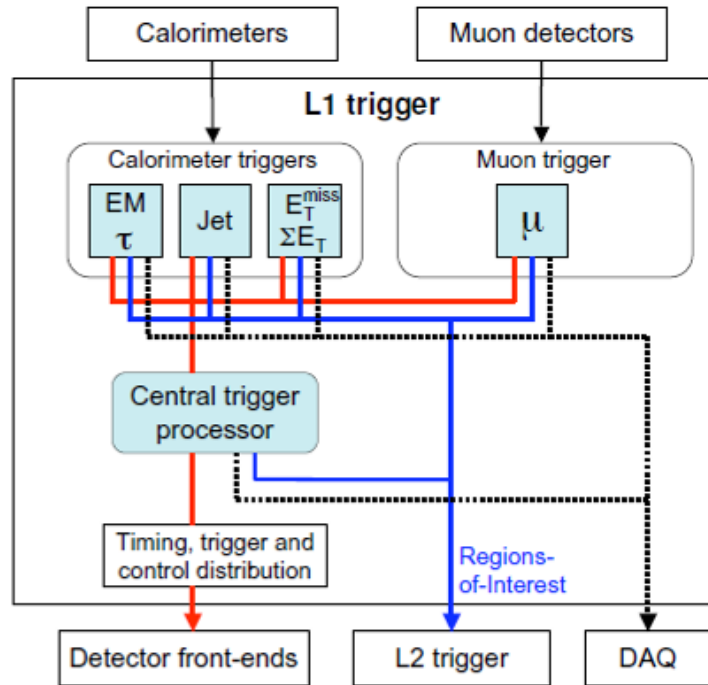 Calorimeters
Muon detectors
L1 trigger
Calorimeter triggers
Muon trigger
EM
τ
Jet
E_T^miss
ΣE_T
μ
Central trigger
processor
Timing, trigger and
control distribution
Regions-
of-Interest
Detector front-ends
L2 trigger
DAQ